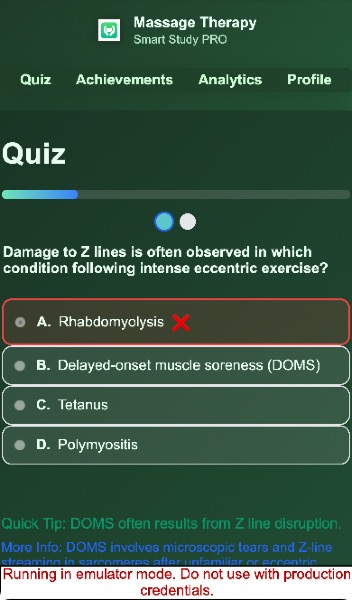 Massage Therapy
Smart Study PRO
Quiz Achievements Analytics Profile
Quiz
Damage to Z lines is often observed in which
condition following intense eccentric exercise?
A. Rhabdomyolysis
B. Delayed-onset muscle soreness (DOMS)
C. Tetanus
D. Polymyositis
Quick Tip: DOMS often results from Z line disruption.
More Info: DOMS involves microscopic tears and Z-line
streaming in sarcomeres after unfamiliar or eccentric
Running in emulator mode. Do not use with production
credentials.